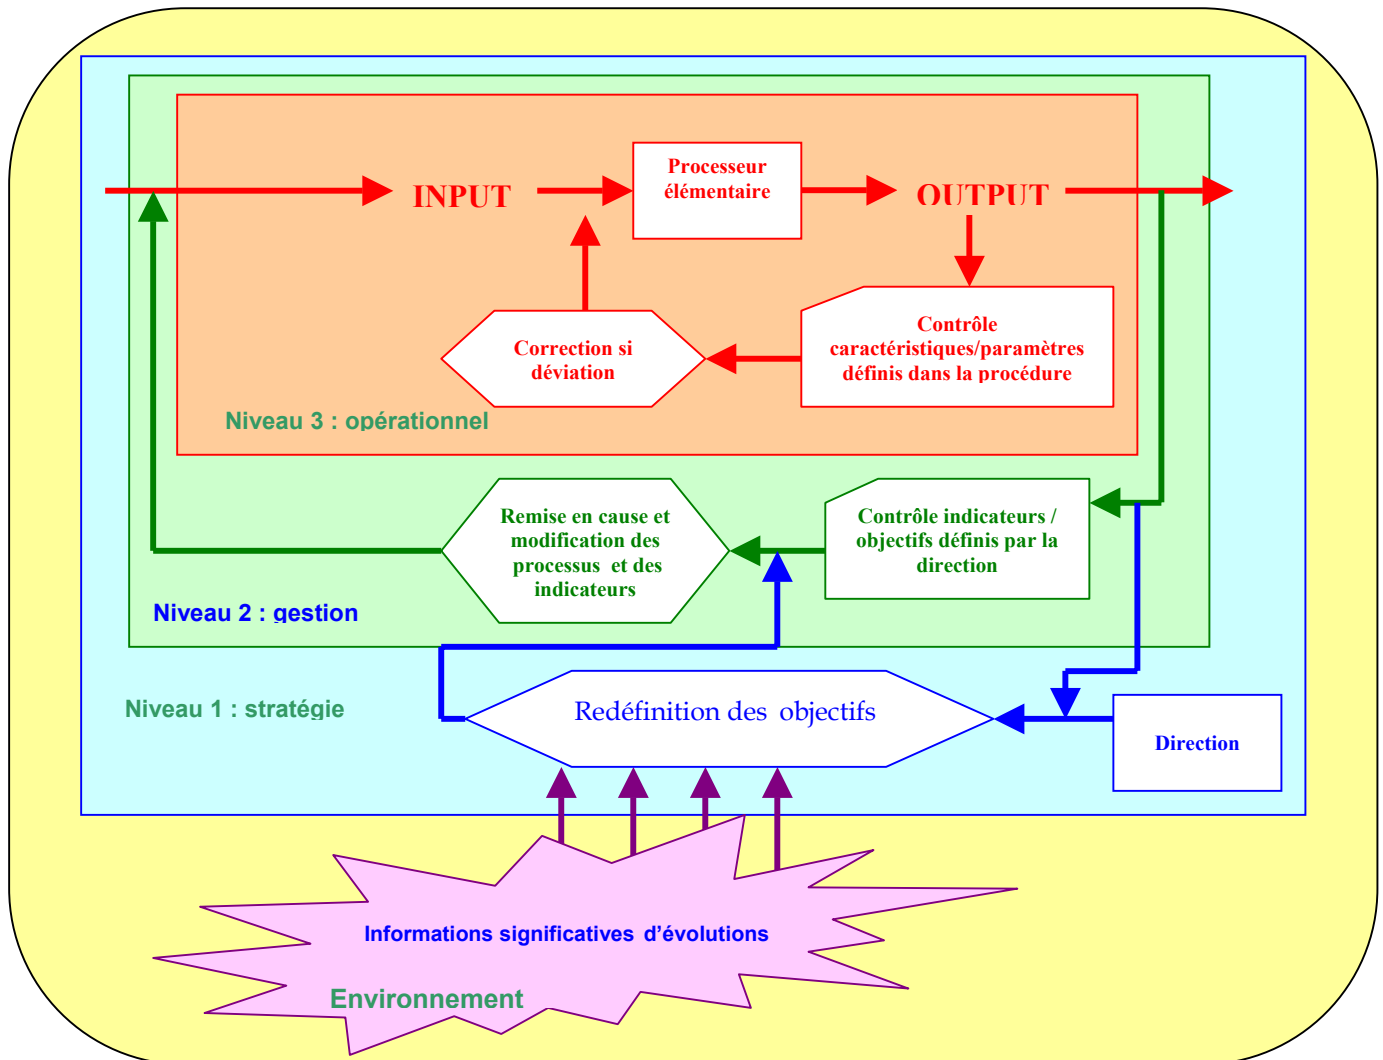 Processeur
élémentaire
INPUT
OUTPUT
Correction si
déviation
Contrôle
caractéristiques/paramètres
définis dans la procédure
Niveau 3 : opérationnel
Remise en cause et
modification des
processus et des
indicateurs
Contrôle indicateurs /
objectifs définis par la
direction
Niveau 2 : gestion
Niveau 1 : stratégie
Redéfinition des objectifs
Direction
Informations significatives d'évolutions
Environnement